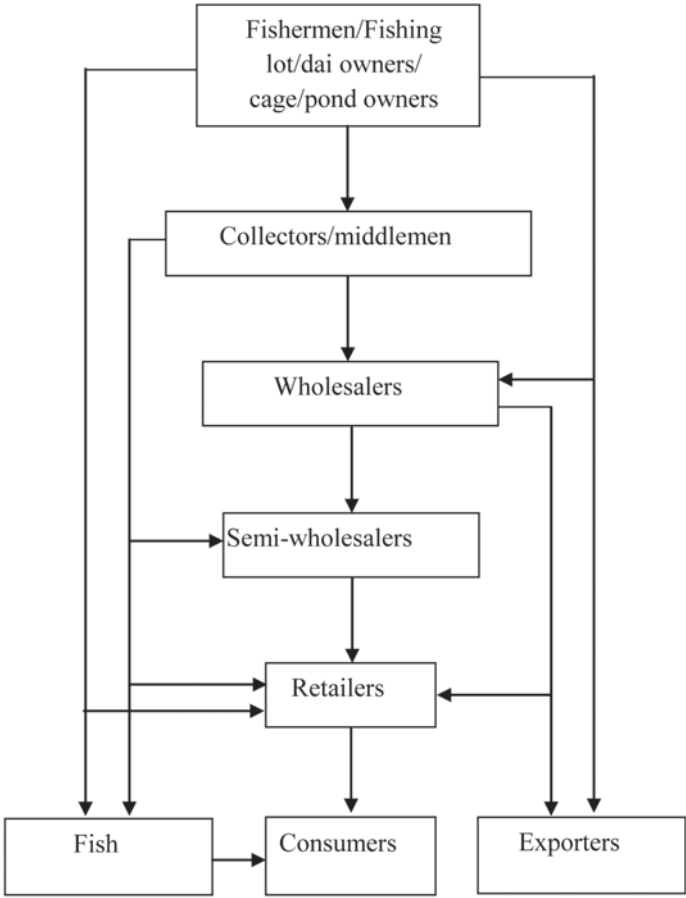 Fishermen/Fishing
lot/dai owners/
cage/pond owners
Collectors/middlemen
Wholesalers
Semi-wholesalers
Retailers
Fish
Consumers
Exporters